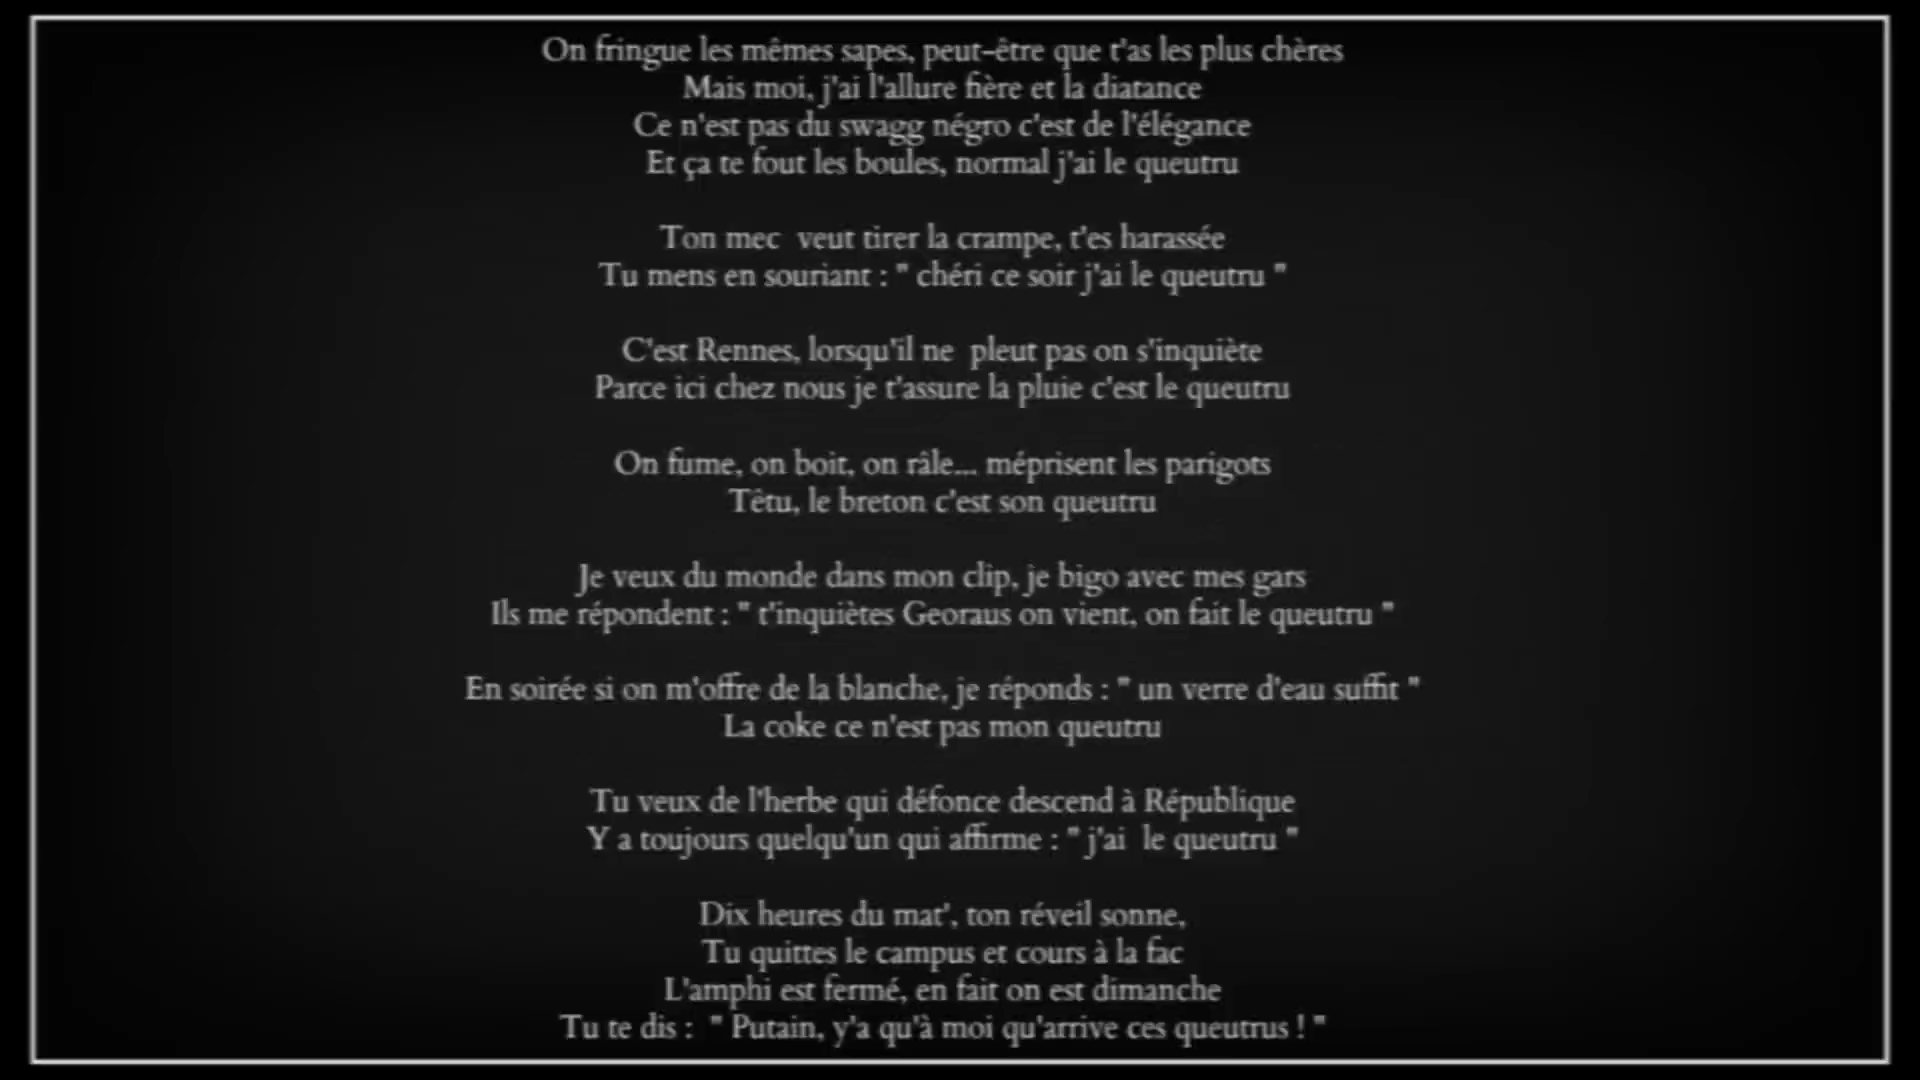 On fringue les mêmes sapes, peut-être que t'as les plus chères
Mais moi, j'ai l'allure fière et la diatance
Ce n'est pas du swagg négro c'est de l'élégance
Et ça te fout les boules, normal j'ai le queutru
Ton mec veut tirer la crampe, t'es harassée
Tu mens en souriant : " chéri ce soir j'ai le queutru "
C'est Rennes, lorsqu'il ne pleut pas on s'inquiète
Parce ici chez nous je t'assure la pluie c'est le queutru
On fume, on boit, on râle... méprisent les parigots
Têtu, le breton c'est son queutru
Je veux du monde dans mon clip, je bigo avec mes gars
Ils me répondent : " t'inquiètes Georaus on vient, on fait le queutru "
En soirée si on m'offre de la blanche, je réponds : " un verre d'eau suffit "
La coke ce n'est pas mon queutru
Tu veux de l'herbe qui défonce descend à République
Y a toujours quelqu'un qui affirme : " j'ai le queutru "
Dix heures du mat', ton réveil sonne,
Tu quittes le campus et cours à la fac
L'amphi est fermé, en fait on est dimanche
Tu te dis : " Putain, y'a qu'à moi qu'arrive ces queutrus ! "